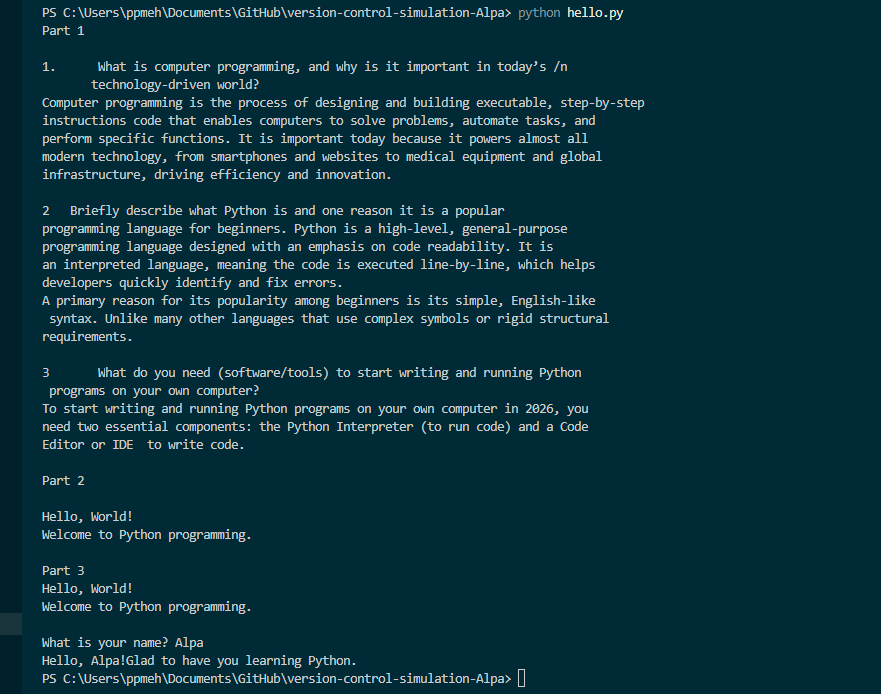 PS C:\Users\ppmeh\Documents\GitHub\version-control-simulation-Alpa> python hello.py
Part 1
1.      What is computer programming, and why is it important in today’s /n
technology-driven world?
Computer programming is the process of designing and building executable, step-by-step
instructions code that enables computers to solve problems, automate tasks, and
perform specific functions. It is important today because it powers almost all
modern technology, from smartphones and websites to medical equipment and global
infrastructure, driving efficiency and innovation.
2   Briefly describe what Python is and one reason it is a popular
programming language for beginners. Python is a high-level, general-purpose
programming language designed with an emphasis on code readability. It is
an interpreted language, meaning the code is executed line-by-line, which helps
developers quickly identify and fix errors.
A primary reason for its popularity among beginners is its simple, English-like
syntax. Unlike many other languages that use complex symbols or rigid structural
requirements.
3       What do you need (software/tools) to start writing and running Python
programs on your own computer?
To start writing and running Python programs on your own computer in 2026, you
need two essential components: the Python Interpreter (to run code) and a Code
Editor or IDE  to write code.
Part 2
Hello, World!
Welcome to Python programming.
Part 3
Hello, World!
Welcome to Python programming.
What is your name? Alpa
Hello, Alpa!Glad to have you learning Python.
PS C:\Users\ppmeh\Documents\GitHub\version-control-simulation-Alpa>